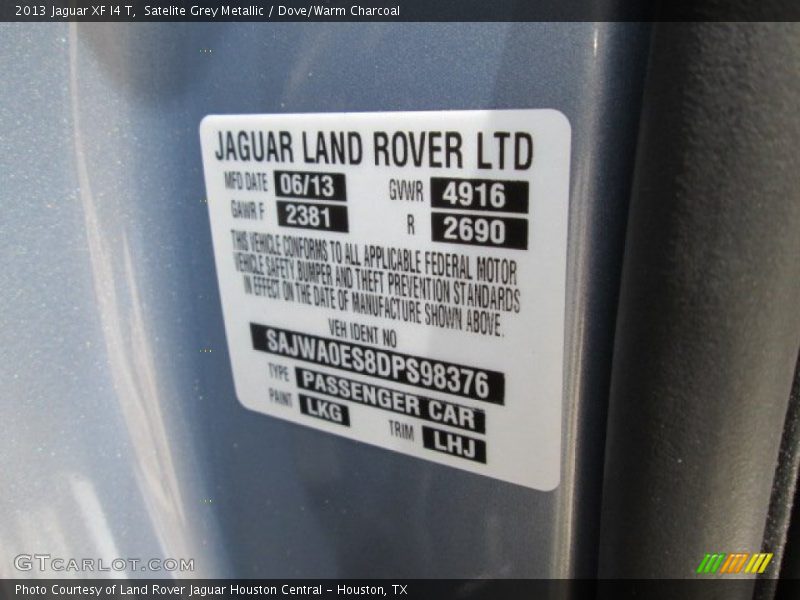 2013 Jaguar XF I4 T, Satelite Grey Metallic / Dove/Warm Charcoal
JAGUAR LAND ROVER LTD
MFD DATE 06/13 GVWR 4916
GAWR F 2381 R 2690
THIS VEHICLE CONFORMS TO ALL APPLICABLE FEDERAL MOTOR
VEHICLE SAFETY BUMPER AND THEFT PREVENTION STANDARDS
IN EFFECT ON THE DATE OF MANUFACTURE SHOWN ABOVE.
VEH IDENT NO
SAJWA0ES8DPS98376
TYPE PASSENGER CAR
PAINT LKG TRIM LHJ
GTCARLOT.COM
Photo Courtesy of Land Rover Jaguar Houston Central - Houston, TX